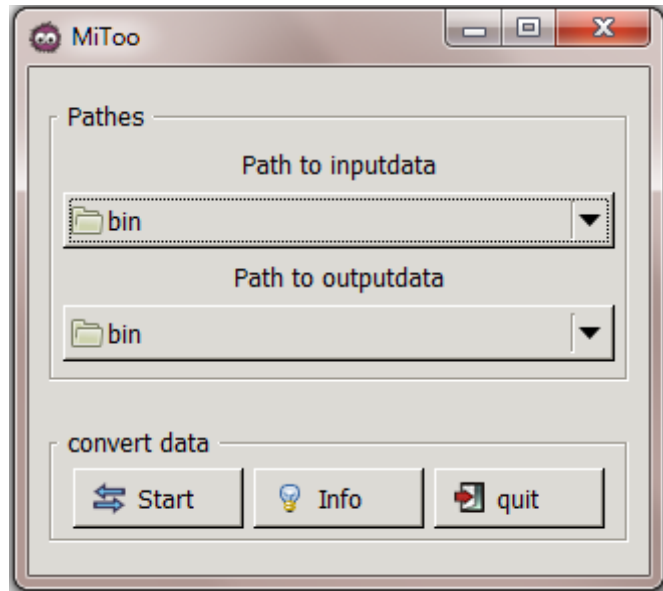 MiToo
Pathes
Path to inputdata
bin
Path to outputdata
bin
convert data
Start Info quit